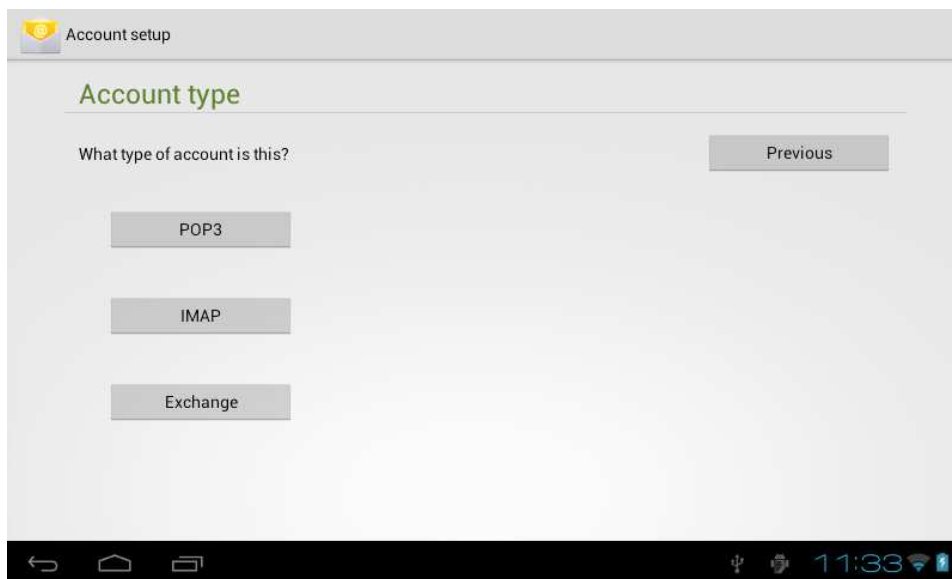 Account setup
Account type
What type of account is this?
Previous
POP3
IMAP
Exchange
11:33